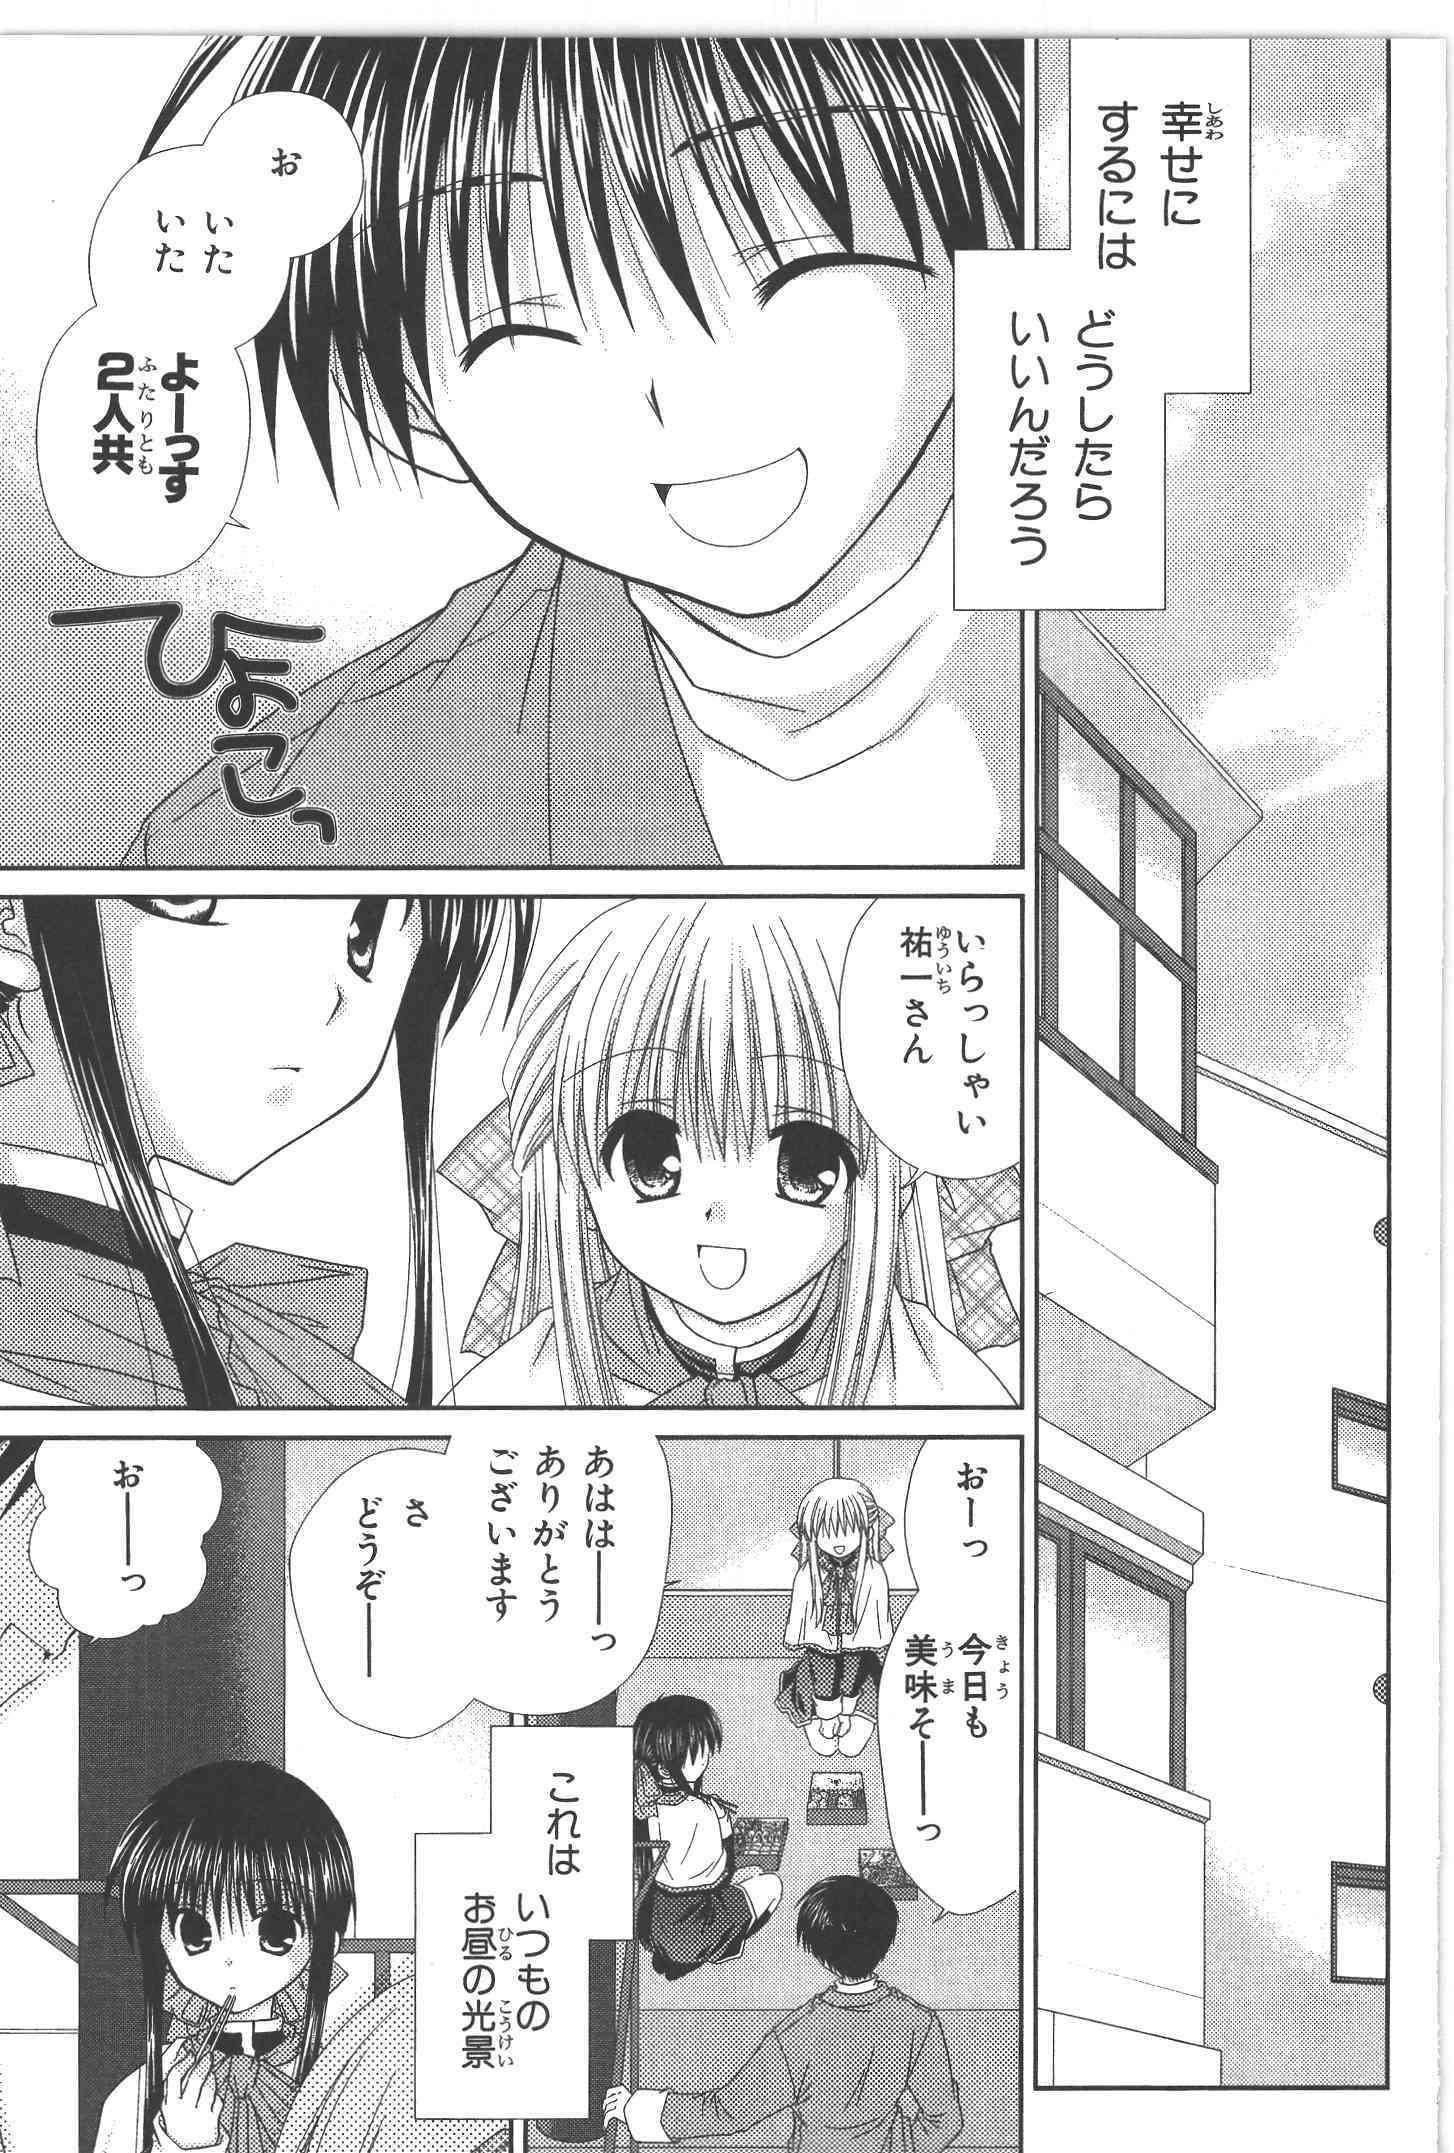 幸せに
するには
どうしたら
いいんだろう
お
いた
いた
よーっす
2人共
ひょこっ
いらっしゃい
祐一さん
おーっ
今日も
美味そ――っ
あはは――っ
ありがとう
ございます
さ
どうぞ――
お――っ
これは
いつもの
お昼の光景